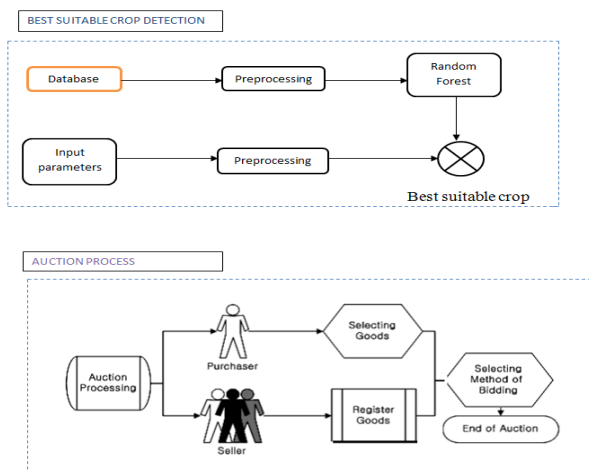 BEST SUITABLE CROP DETECTION
Database
Preprocessing
Random
Forest
Input
parameters
Preprocessing
Best suitable crop
AUCTION PROCESS
Auction
Processing
Purchaser
Selecting
Goods
Seller
Register
Goods
Selecting
Method of
Bidding
End of Auction